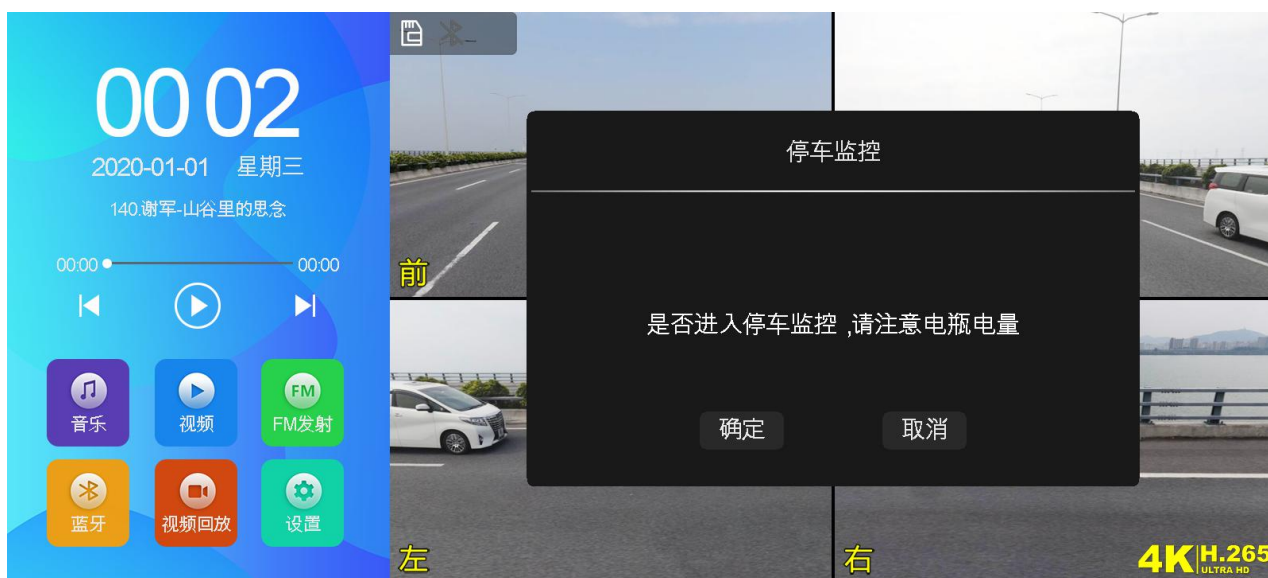 00 02
2020-01-01 星期三
140.谢军-山谷里的思念
00:00 00:00
音乐 视频 FM FM发射
蓝牙 视频回放 设置
停车监控
是否进入停车监控 ,请注意电瓶电量
确定 取消
前
左 右
4K H.265
ULTRA HD